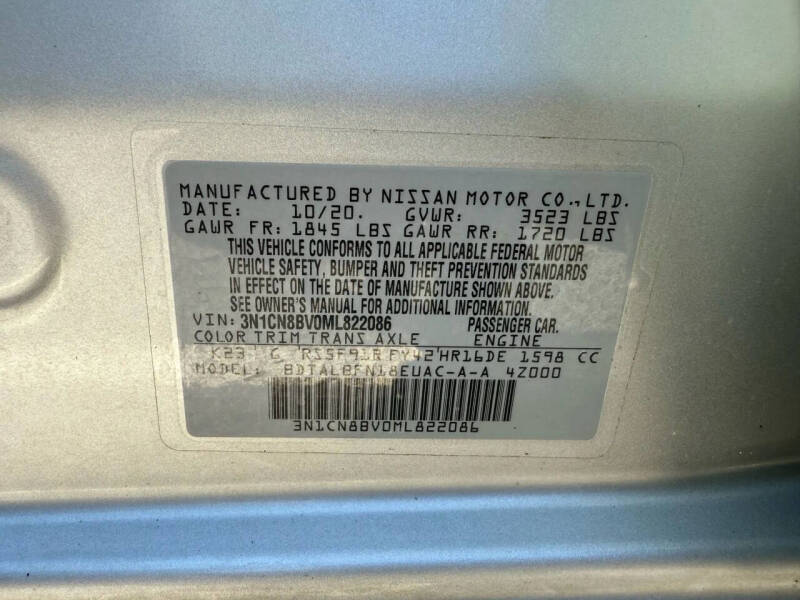 MANUFACTURED BY NISSAN MOTOR CO.,LTD.
DATE: 10/20. GVWR: 3523 LBS
GAWR FR: 1845 LBS GAWR RR: 1720 LBS
THIS VEHICLE CONFORMS TO ALL APPLICABLE FEDERAL MOTOR
VEHICLE SAFETY, BUMPER AND THEFT PREVENTION STANDARDS
IN EFFECT ON THE DATE OF MANUFACTURE SHOWN ABOVE.
SEE OWNER'S MANUAL FOR ADDITIONAL INFORMATION.
VIN: 3N1CN8BV0ML822086 PASSENGER CAR.
COLOR TRIM TRANS AXLE ENGINE
K23 G RS5F91R FY42 HR16DE 1598 CC
MODEL: BDTALBFN18EUAC-A-A 4Z000
3N1CN8BV0ML822086